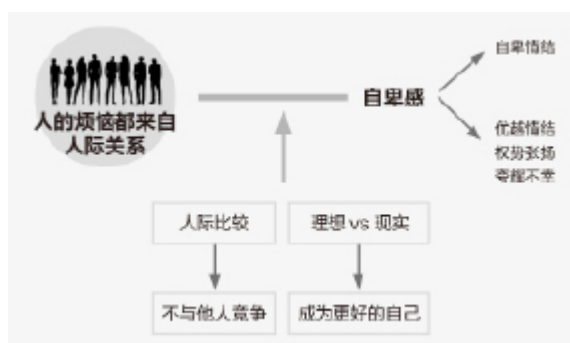 人的烦恼都来自
人际关系
自卑感
自卑情结
优越情结
权势张扬
夸耀不幸
人际比较
理想 vs 现实
不与他人竞争
成为更好的自己